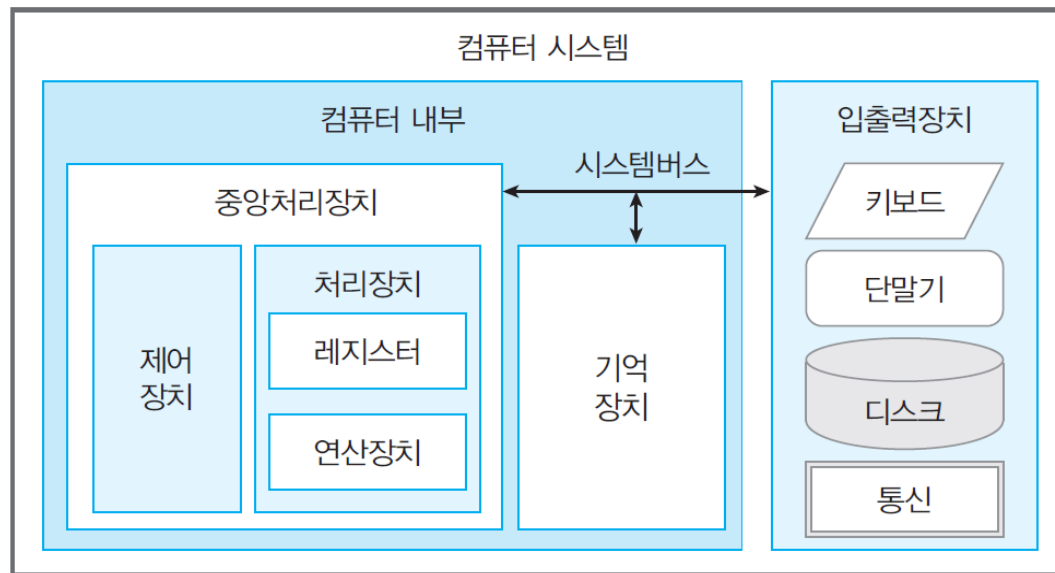 컴퓨터 시스템
컴퓨터 내부
입출력장치
시스템버스
중앙처리장치
키보드
처리장치
단말기
레지스터
제어
장치
기억
장치
디스크
연산장치
통신